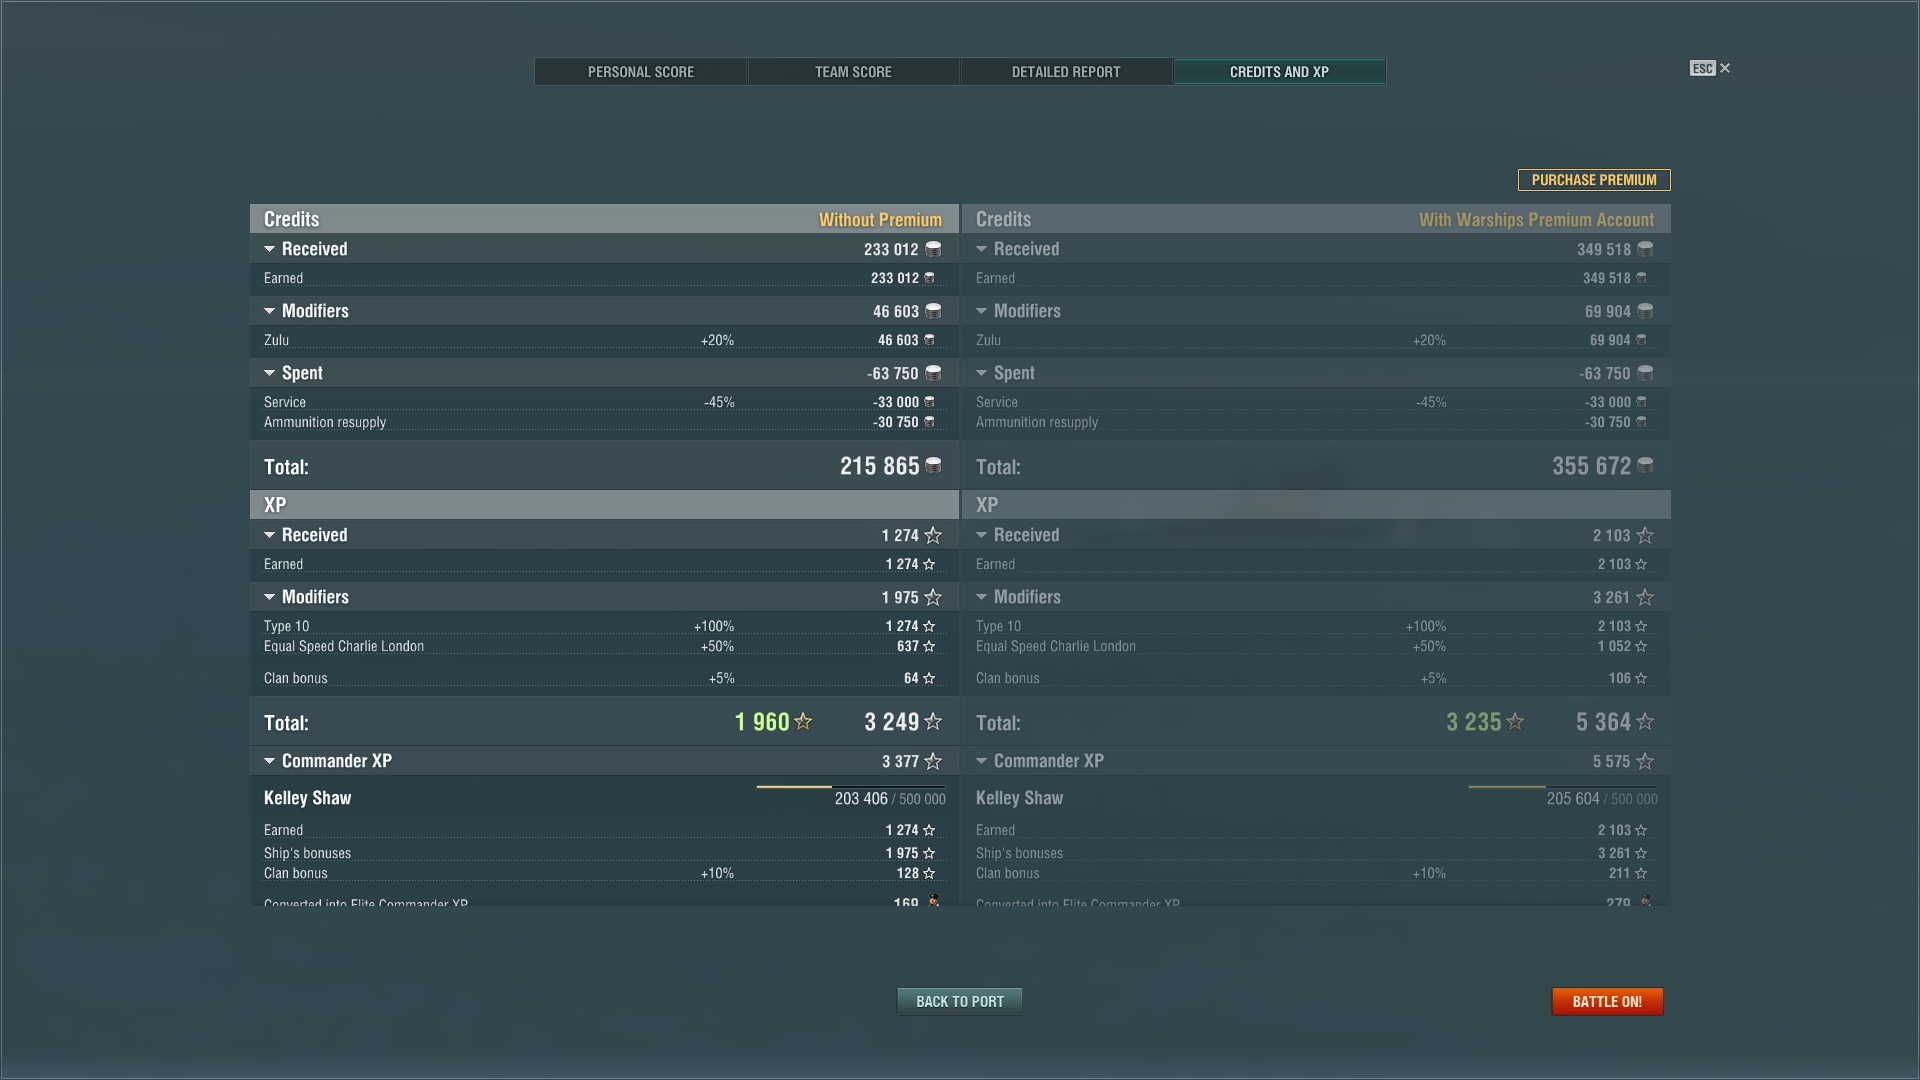 PERSONAL SCORE TEAM SCORE DETAILED REPORT CREDITS AND XP ESC
PURCHASE PREMIUM
Credits Without Premium
Received 233 012
Earned 233 012
Modifiers 46 603
Zulu +20% 46 603
Spent -63 750
Service -45% -33 000
Ammunition resupply -30 750
Total: 215 865
XP
Received 1 274
Earned 1 274
Modifiers 1 975
Type 10 +100% 1 274
Equal Speed Charlie London +50% 637
Clan bonus +5% 64
Total: 1 960 3 249
Commander XP 3 377
Kelley Shaw 203 406 / 500 000
Earned 1 274
Ship's bonuses 1 975
Clan bonus +10% 128
Converted into Elite Commander XP 169
Credits With Warships Premium Account
Received 349 518
Earned 349 518
Modifiers 69 904
Zulu +20% 69 904
Spent -63 750
Service -45% -33 000
Ammunition resupply -30 750
Total: 355 672
XP
Received 2 103
Earned 2 103
Modifiers 3 261
Type 10 +100% 2 103
Equal Speed Charlie London +50% 1 052
Clan bonus +5% 106
Total: 3 235 5 364
Commander XP 5 575
Kelley Shaw 205 604 / 500 000
Earned 2 103
Ship's bonuses 3 261
Clan bonus +10% 211
Converted into Elite Commander XP 279
BACK TO PORT
BATTLE ON!